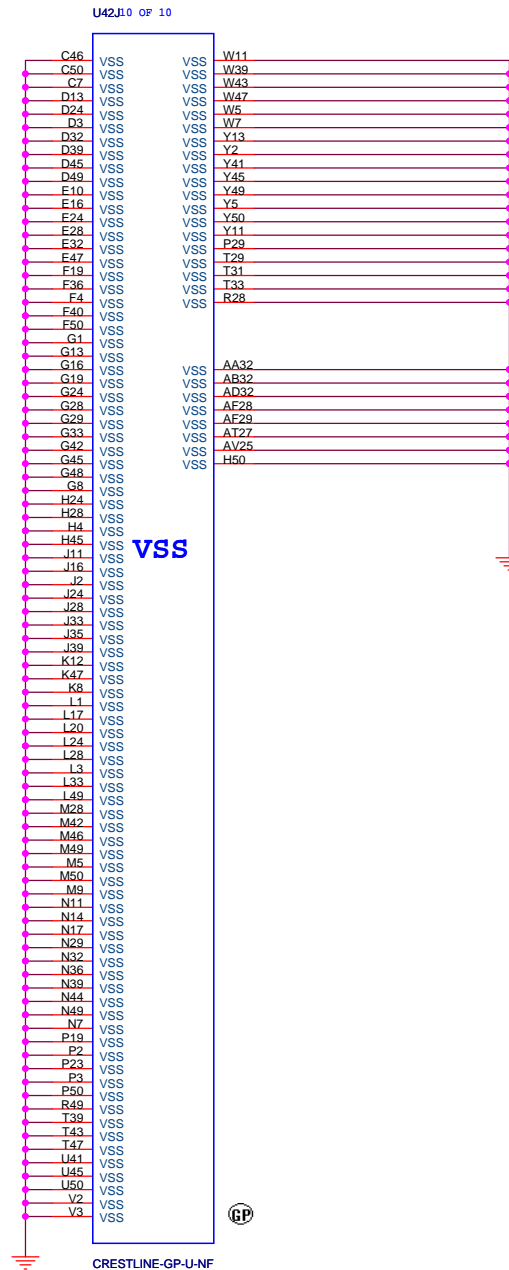 U42J 10 OF 10
C46 VSS VSS W11
C50 VSS VSS W39
C7 VSS VSS W43
D13 VSS VSS W47
D24 VSS VSS W5
D3 VSS VSS W7
D32 VSS VSS Y13
D39 VSS VSS Y2
D45 VSS VSS Y41
D49 VSS VSS Y45
E10 VSS VSS Y49
E16 VSS VSS Y5
E24 VSS VSS Y50
E28 VSS VSS Y11
E32 VSS VSS P29
E47 VSS VSS T29
F19 VSS VSS T31
F36 VSS VSS T33
F4 VSS VSS R28
F40 VSS
F50 VSS
G1 VSS
G13 VSS
G16 VSS VSS AA32
G19 VSS VSS AB32
G24 VSS VSS AD32
G28 VSS VSS AF28
G29 VSS VSS AF29
G33 VSS VSS AT27
G42 VSS VSS AV25
G45 VSS VSS H50
G48 VSS
G8 VSS
H24 VSS
H28 VSS
H4 VSS
H45 VSS
VSS
J11 VSS
J16 VSS
J2 VSS
J24 VSS
J28 VSS
J33 VSS
J35 VSS
J39 VSS
K12 VSS
K47 VSS
K8 VSS
L1 VSS
L17 VSS
L20 VSS
L24 VSS
L28 VSS
L3 VSS
L33 VSS
L49 VSS
M28 VSS
M42 VSS
M46 VSS
M49 VSS
M5 VSS
M50 VSS
M9 VSS
N11 VSS
N14 VSS
N17 VSS
N29 VSS
N32 VSS
N36 VSS
N39 VSS
N44 VSS
N49 VSS
N7 VSS
P19 VSS
P2 VSS
P23 VSS
P3 VSS
P50 VSS
R49 VSS
T39 VSS
T43 VSS
T47 VSS
U41 VSS
U45 VSS
U50 VSS
V2 VSS
V3 VSS
GP
CRESTLINE-GP-U-NF